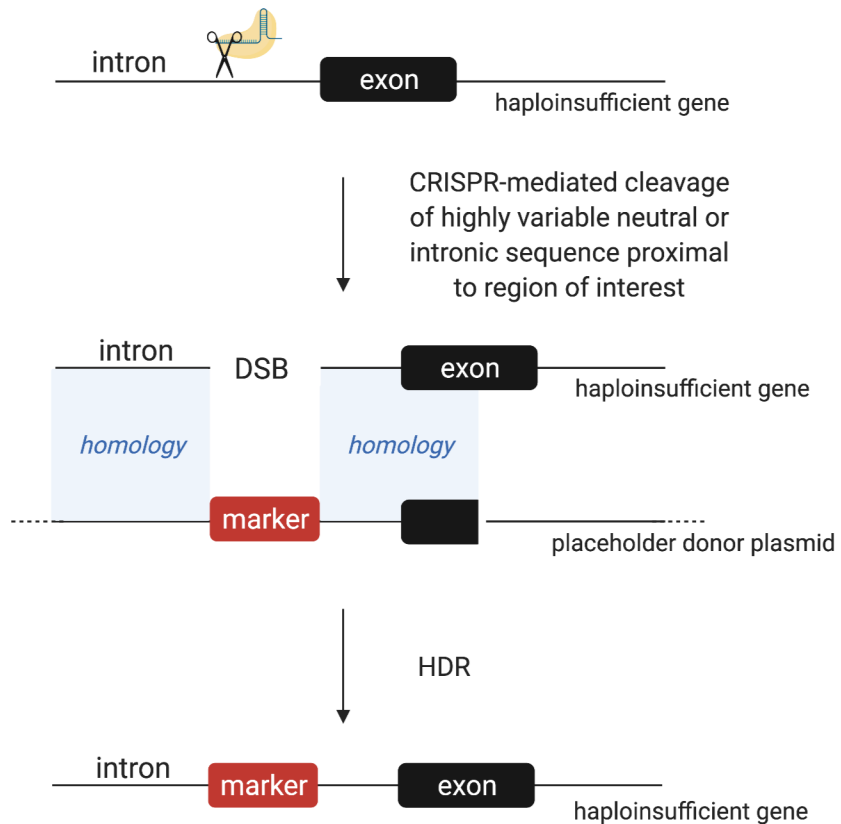 intron
exon
haploinsufficient gene
CRISPR-mediated cleavage
of highly variable neutral or
intronic sequence proximal
to region of interest
intron
DSB
exon
haploinsufficient gene
homology
homology
marker
placeholder donor plasmid
HDR
intron
marker
exon
haploinsufficient gene